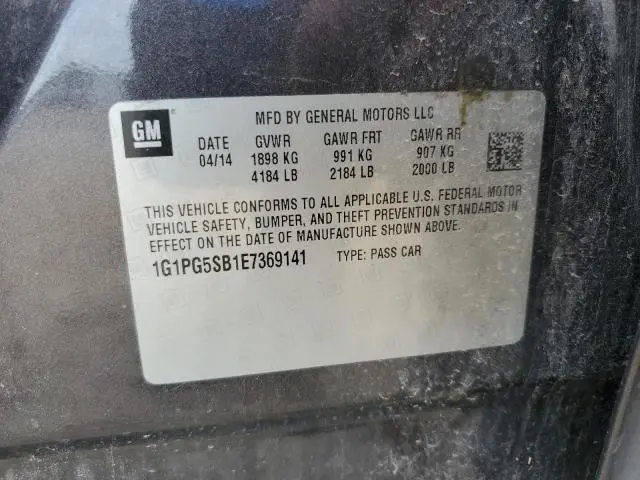 GM
MFD BY GENERAL MOTORS LLC
DATE GVWR GAWR FRT GAWR RR
04/14 1898 KG 991 KG 907 KG
4184 LB 2184 LB 2000 LB
THIS VEHICLE CONFORMS TO ALL APPLICABLE U.S. FEDERAL MOTOR
VEHICLE SAFETY, BUMPER, AND THEFT PREVENTION STANDARDS IN
EFFECT ON THE DATE OF MANUFACTURE SHOWN ABOVE.
1G1PG5SB1E7369141 TYPE: PASS CAR